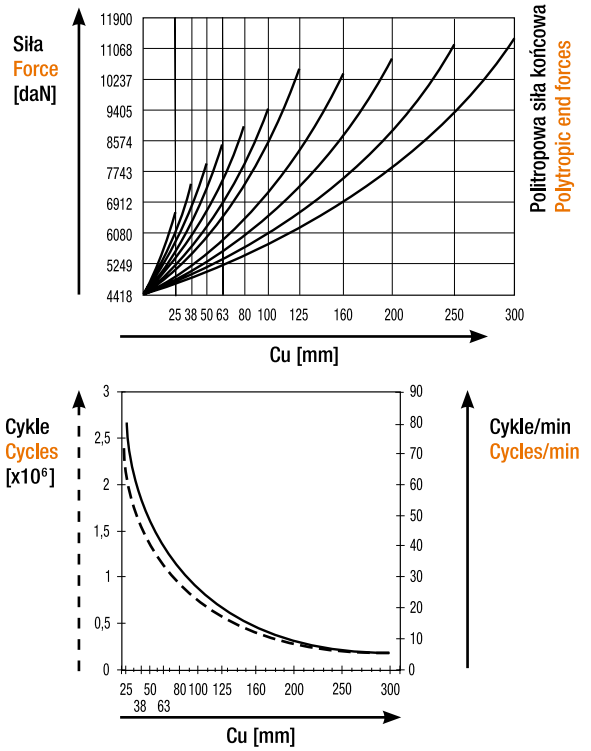 Siła
Force
[daN]
11900
11068
10237
9405
8574
7743
6912
6080
5249
4418
25 38 50 63 80 100 125 160 200 250 300
Cu [mm]
Politropowa siła końcowa
Polytropic end forces
Cykle
Cycles
[x10⁶]
3
2,5
2
1,5
1
0,5
0
90
80
70
60
50
40
30
20
10
0
Cykle/min
Cycles/min
25 50 80 100 125 160 200 250 300
38 63
Cu [mm]